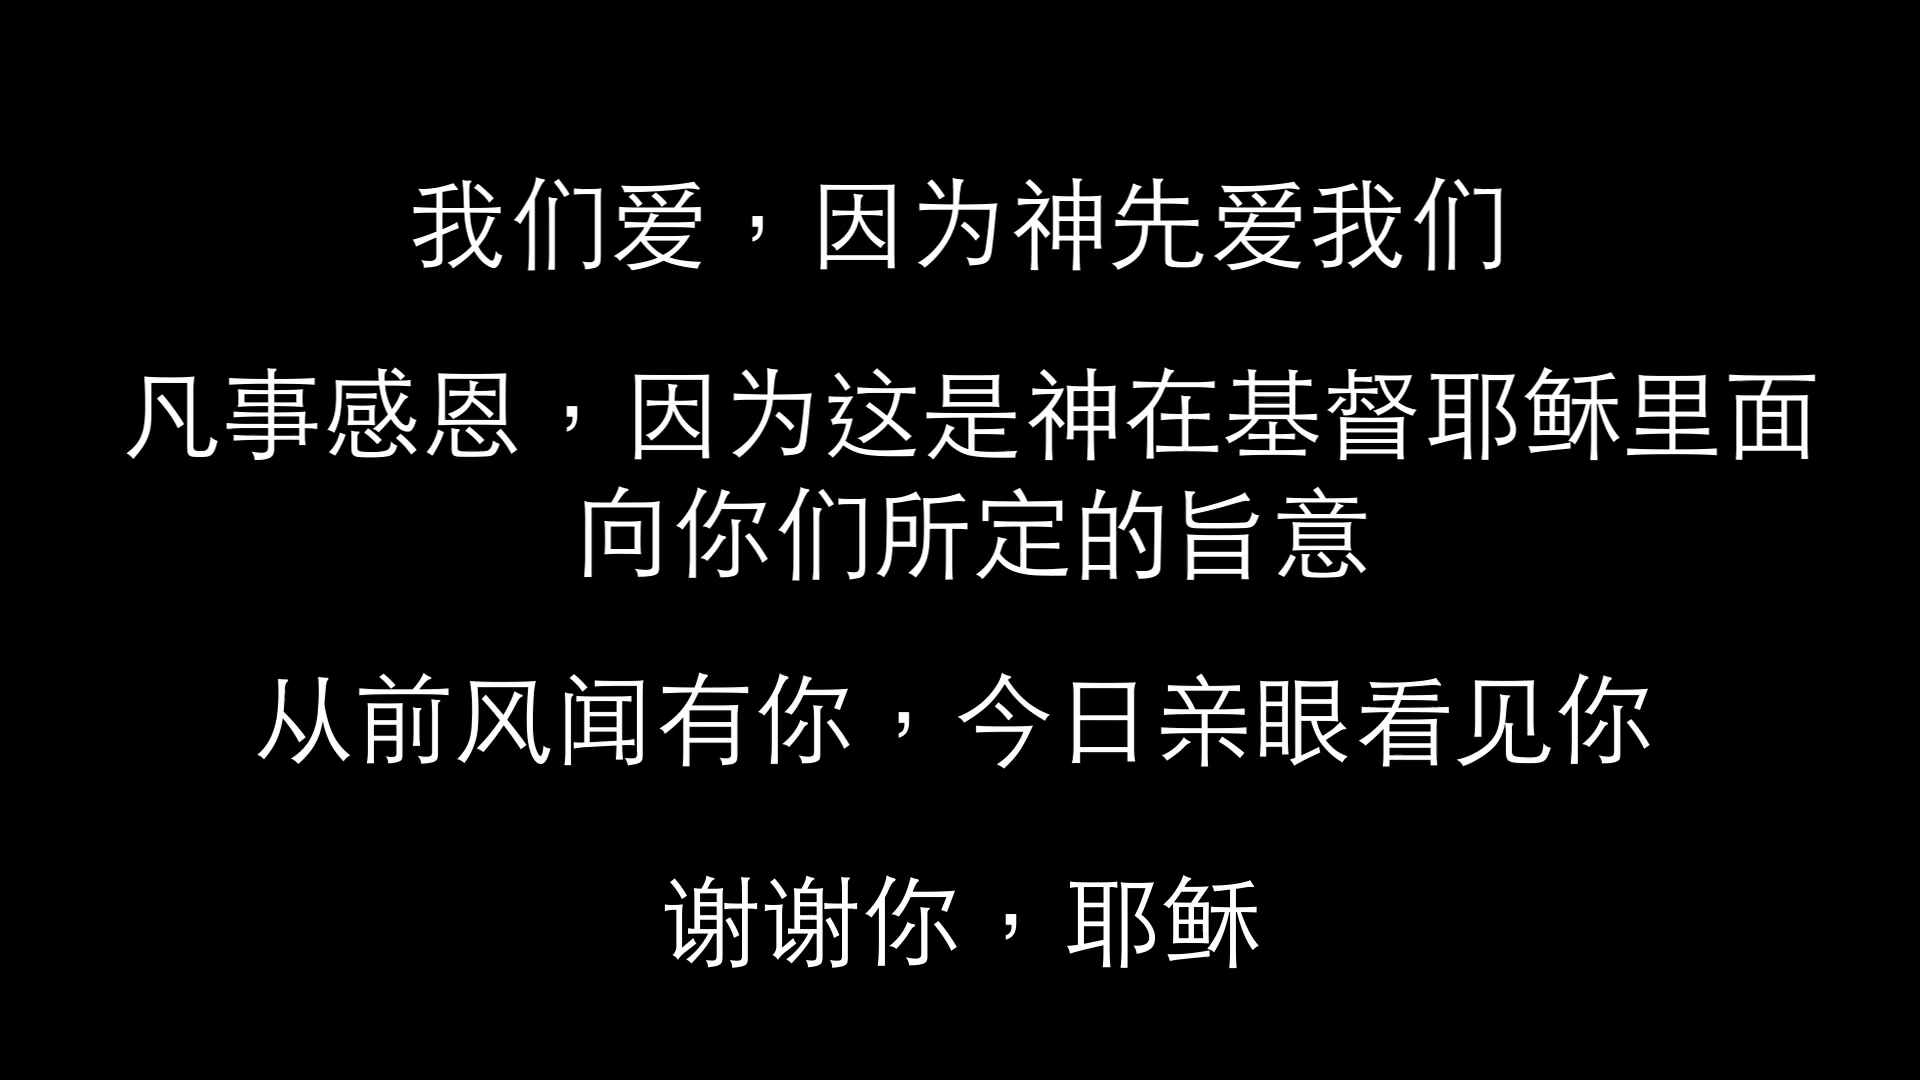 我们爱，因为神先爱我们
凡事感恩，因为这是神在基督耶稣里面
向你们所定的旨意
从前风闻有你，今日亲眼看见你
谢谢你，耶稣